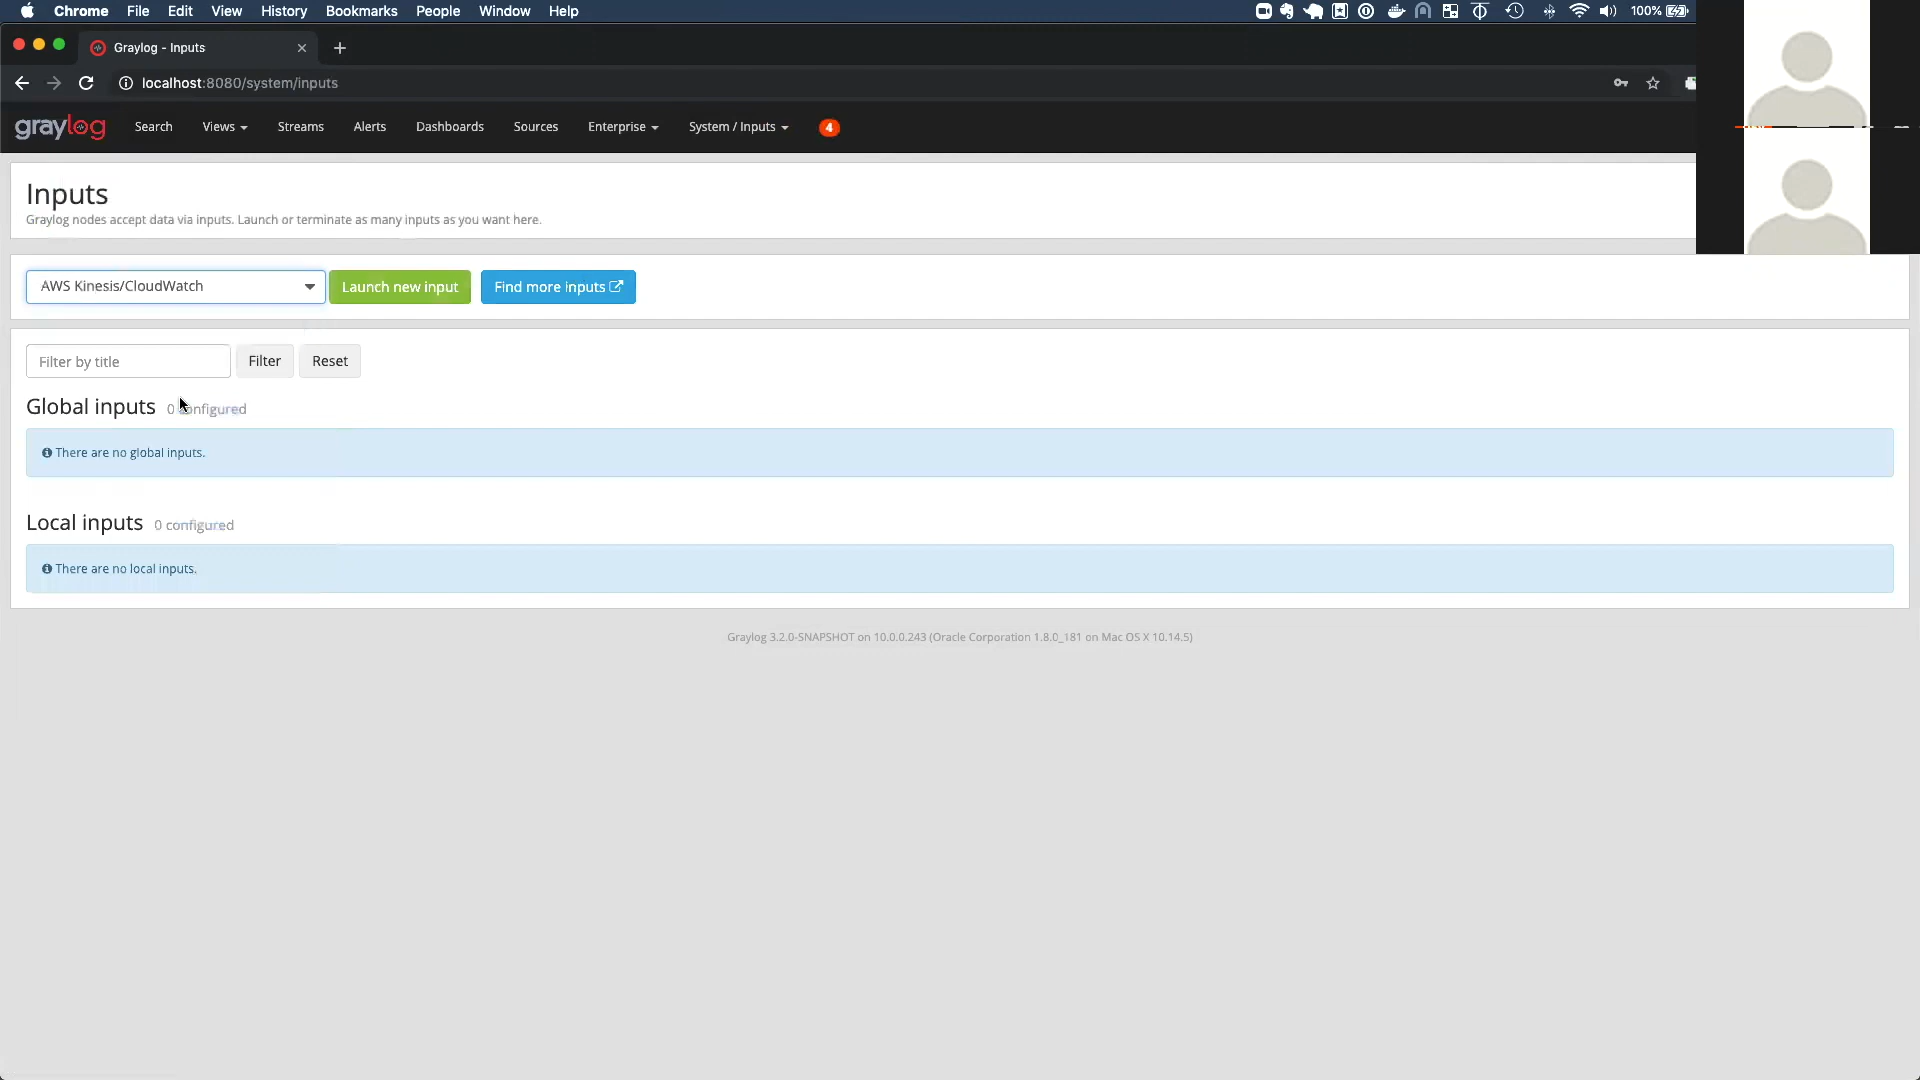 Chrome File Edit View History Bookmarks People Window Help 100%
Graylog - Inputs
localhost:8080/system/inputs
graylog Search Views Streams Alerts Dashboards Sources Enterprise System / Inputs 4
Inputs
Graylog nodes accept data via inputs. Launch or terminate as many inputs as you want here.
AWS Kinesis/CloudWatch Launch new input Find more inputs
Filter by title Filter Reset
Global inputs 0 configured
There are no global inputs.
Local inputs 0 configured
There are no local inputs.
Graylog 3.2.0-SNAPSHOT on 10.0.0.243 (Oracle Corporation 1.8.0_181 on Mac OS X 10.14.5)